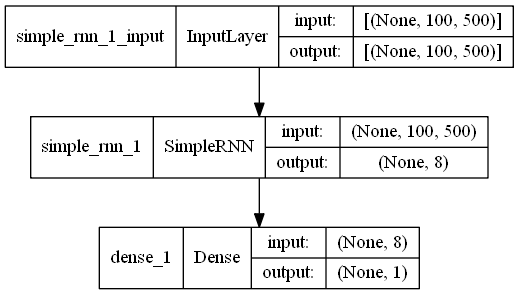 simple_rnn_1_input InputLayer input: [(None, 100, 500)]
output: [(None, 100, 500)]
simple_rnn_1 SimpleRNN input: (None, 100, 500)
output: (None, 8)
dense_1 Dense input: (None, 8)
output: (None, 1)